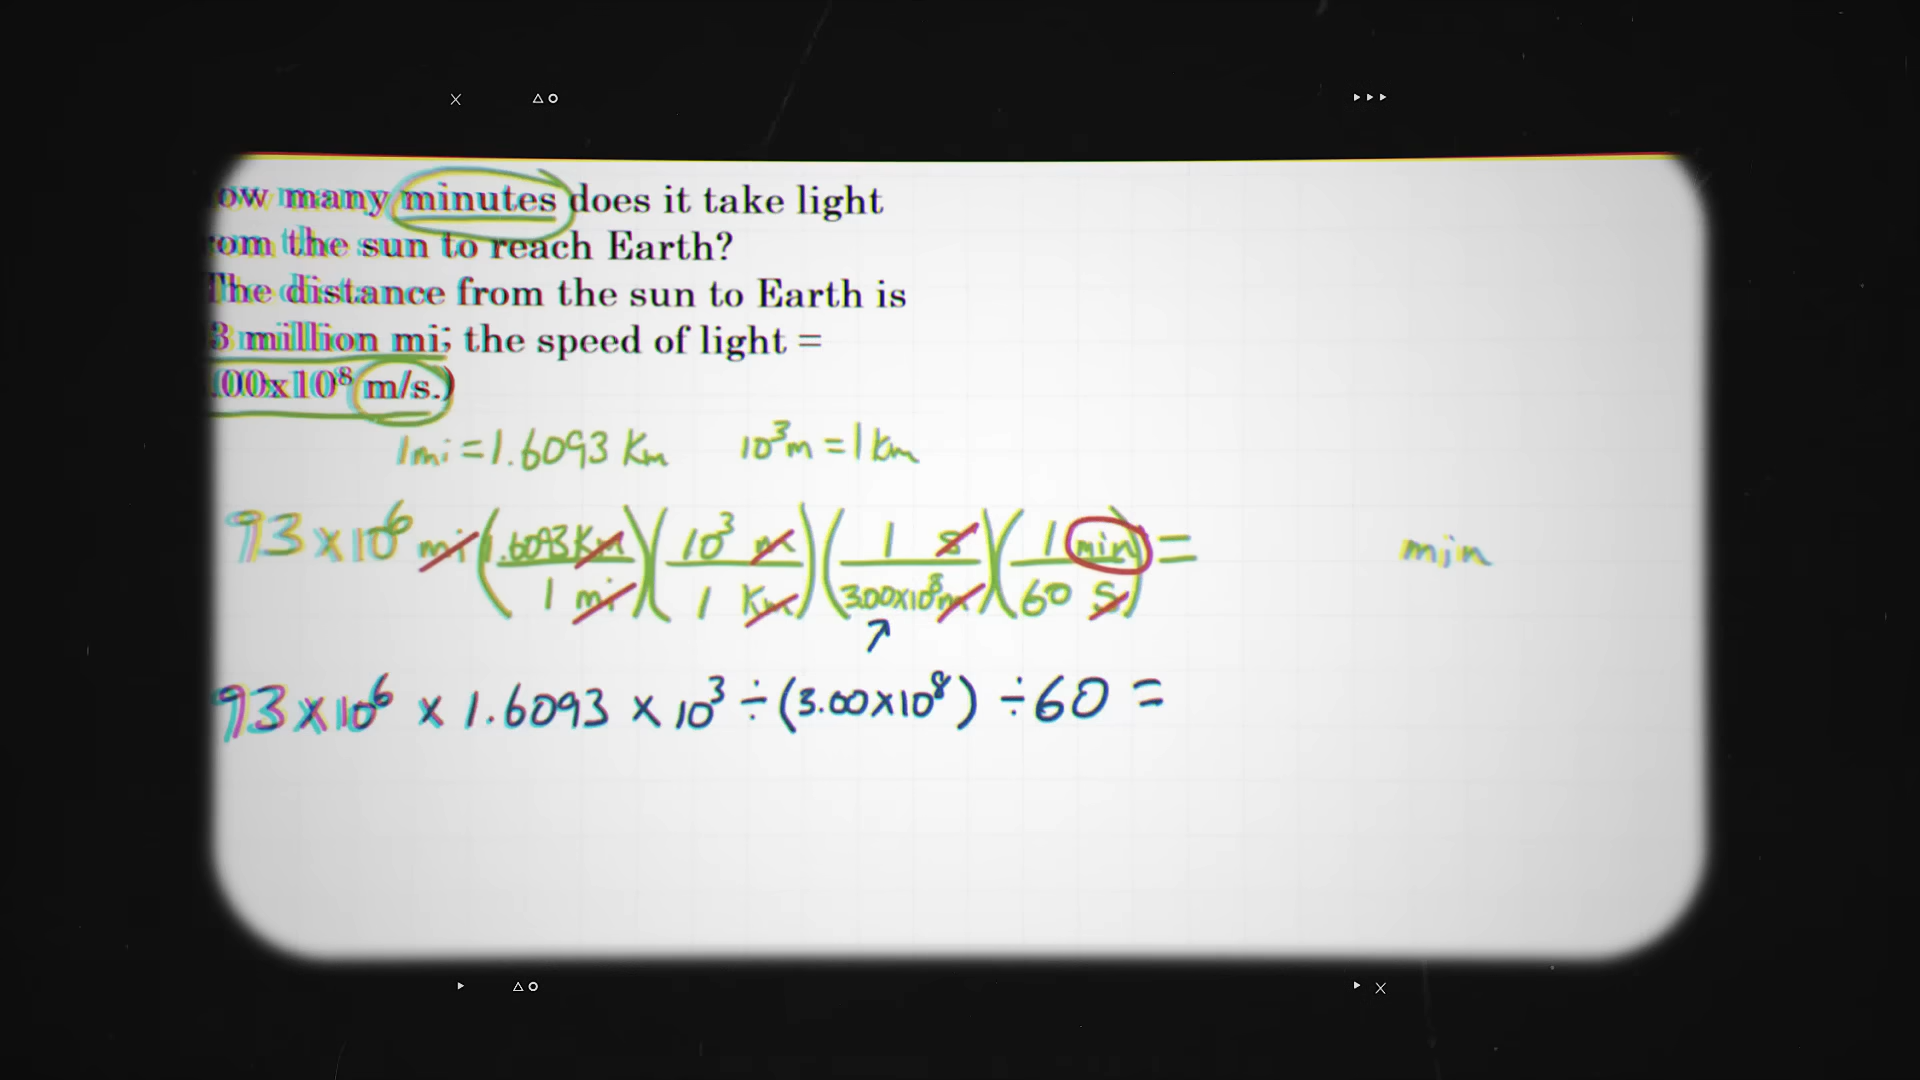 ow many minutes does it take light
rom the sun to reach Earth?
The distance from the sun to Earth is
3 million mi; the speed of light =
.00x10⁸ m/s.)
1mi = 1.6093 Km 10³m = 1 Km
93 x 10⁶ mi (1.6093 Km / 1 mi) (10³ m / 1 Km) (1 s / 3.00x10⁸ m) (1 min / 60 s) = min
93 x 10⁶ x 1.6093 x 10³ ÷ (3.00 x 10⁸) ÷ 60 =